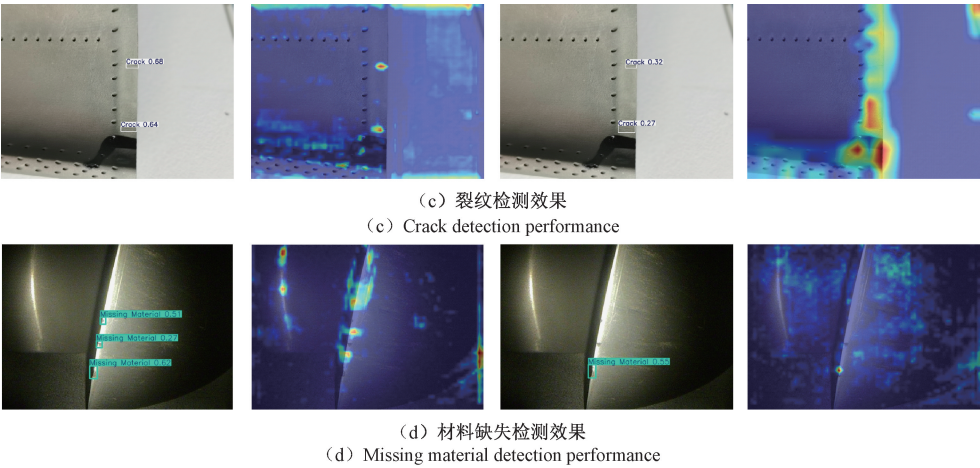 Crack 0.68
Crack 0.64
Crack 0.32
Crack 0.27
(c)裂纹检测效果
(c)Crack detection performance
Missing Material 0.51
Missing Material 0.27
Missing Material 0.62
Missing Material 0.55
(d)材料缺失检测效果
(d)Missing material detection performance